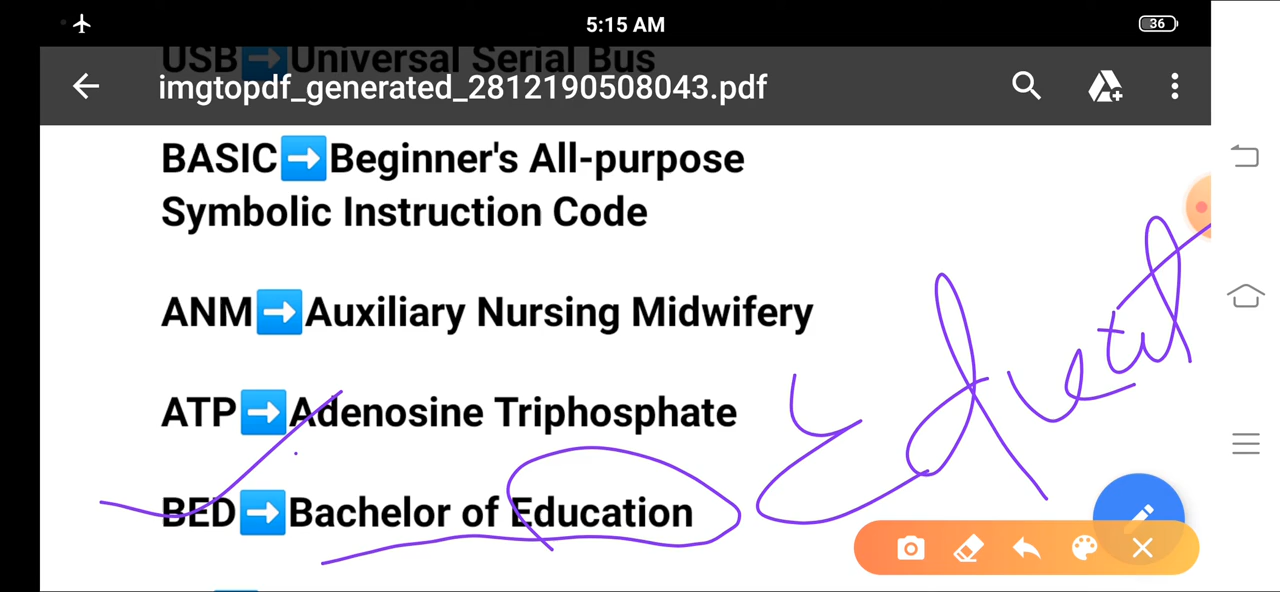 5:15 AM
36
USB➡Universal Serial Bus
imgtopdf_generated_2812190508043.pdf
BASIC➡Beginner's All-purpose
Symbolic Instruction Code
ANM➡Auxiliary Nursing Midwifery
ATP➡Adenosine Triphosphate
BED➡Bachelor of Education